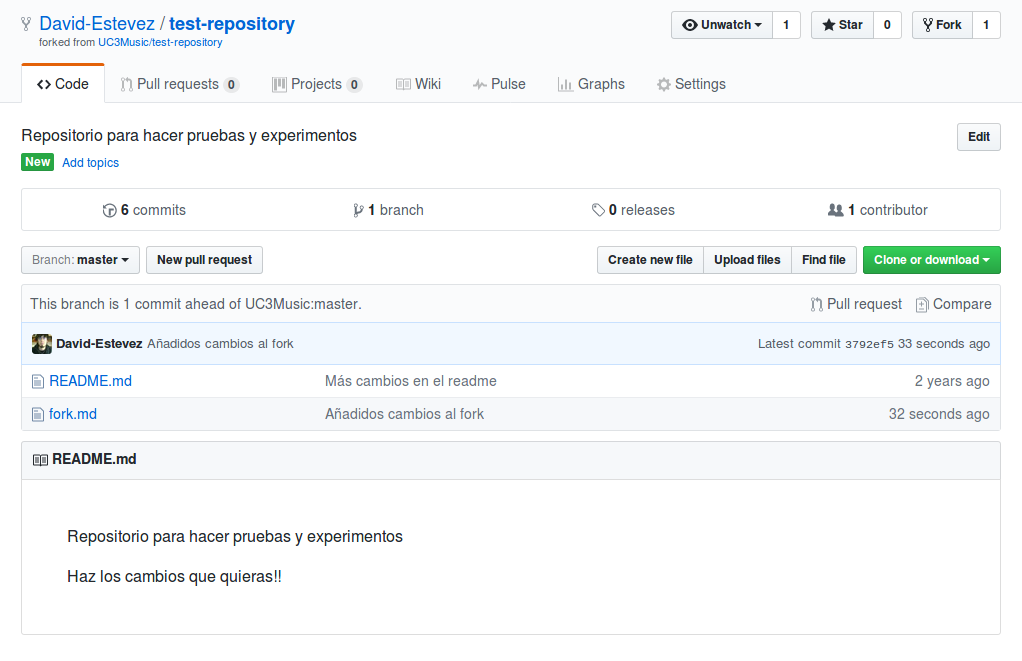 David-Estevez / test-repository
forked from UC3Music/test-repository
Unwatch 1 Star 0 Fork 1
Code Pull requests 0 Projects 0 Wiki Pulse Graphs Settings
Repositorio para hacer pruebas y experimentos
Edit
New Add topics
6 commits 1 branch 0 releases 1 contributor
Branch: master New pull request Create new file Upload files Find file Clone or download
This branch is 1 commit ahead of UC3Music:master. Pull request Compare
David-Estevez Añadidos cambios al fork Latest commit 3792ef5 33 seconds ago
README.md Más cambios en el readme 2 years ago
fork.md Añadidos cambios al fork 32 seconds ago
README.md
Repositorio para hacer pruebas y experimentos
Haz los cambios que quieras!!